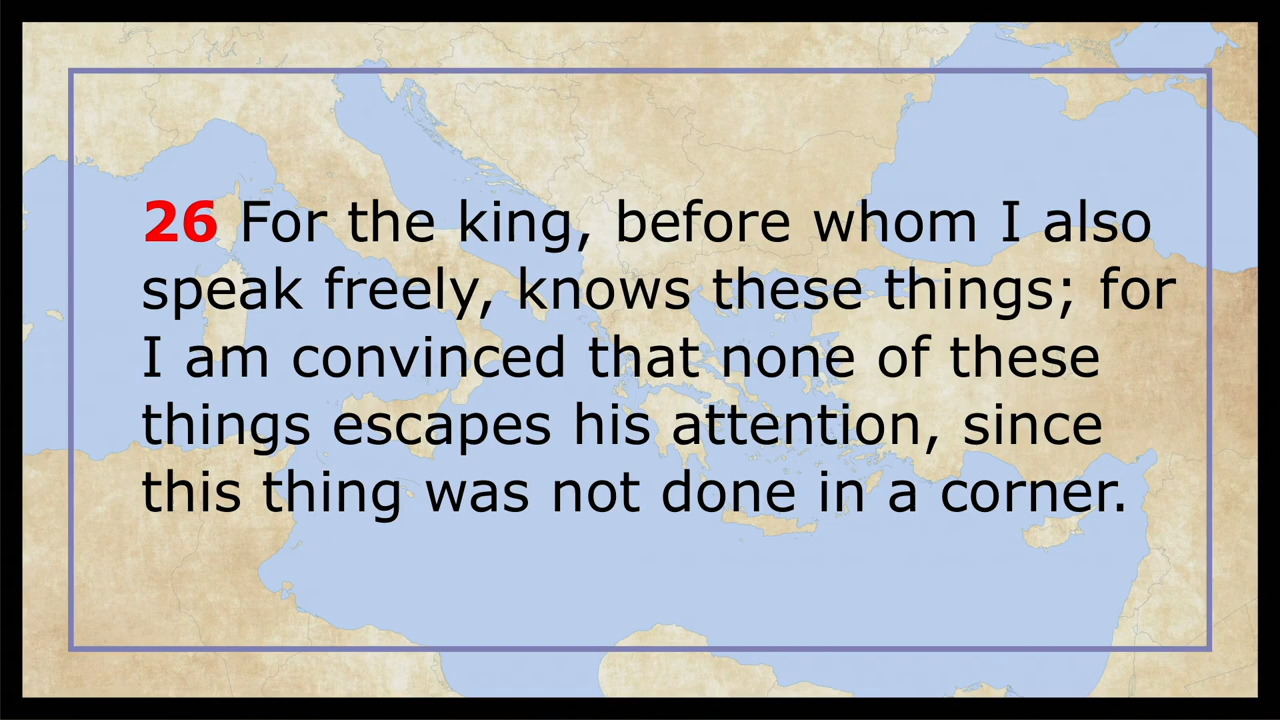 26 For the king, before whom I also
speak freely, knows these things; for
I am convinced that none of these
things escapes his attention, since
this thing was not done in a corner.